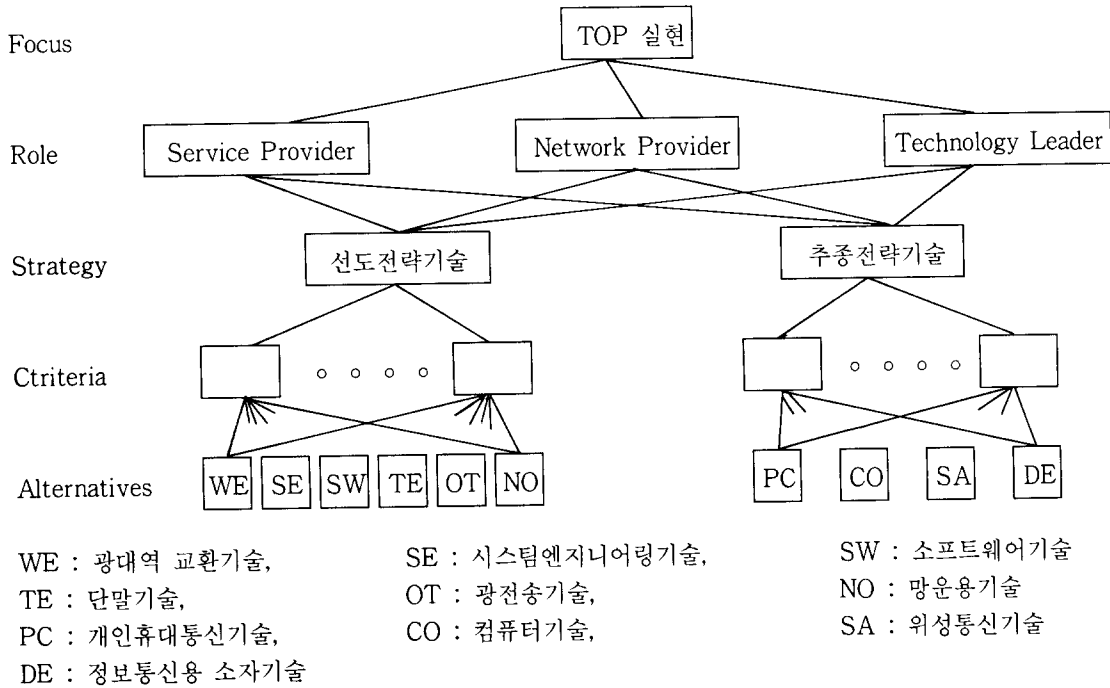 Focus
TOP 실현
Role
Service Provider
Network Provider
Technology Leader
Strategy
선도전략기술
추종전략기술
Ctriteria
Alternatives
WE SE SW TE OT NO PC CO SA DE
WE : 광대역 교환기술, SE : 시스팀엔지니어링기술, SW : 소프트웨어기술
TE : 단말기술, OT : 광전송기술, NO : 망운용기술
PC : 개인휴대통신기술, CO : 컴퓨터기술, SA : 위성통신기술
DE : 정보통신용 소자기술